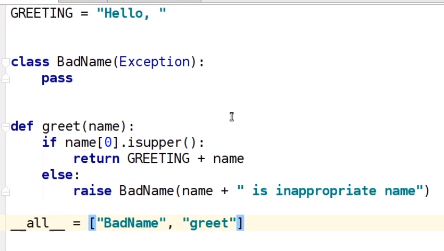 GREETING = "Hello, "
class BadName(Exception):
    pass
def greet(name):
    if name[0].isupper():
        return GREETING + name
    else:
        raise BadName(name + " is inappropriate name")
__all__ = ["BadName", "greet"]